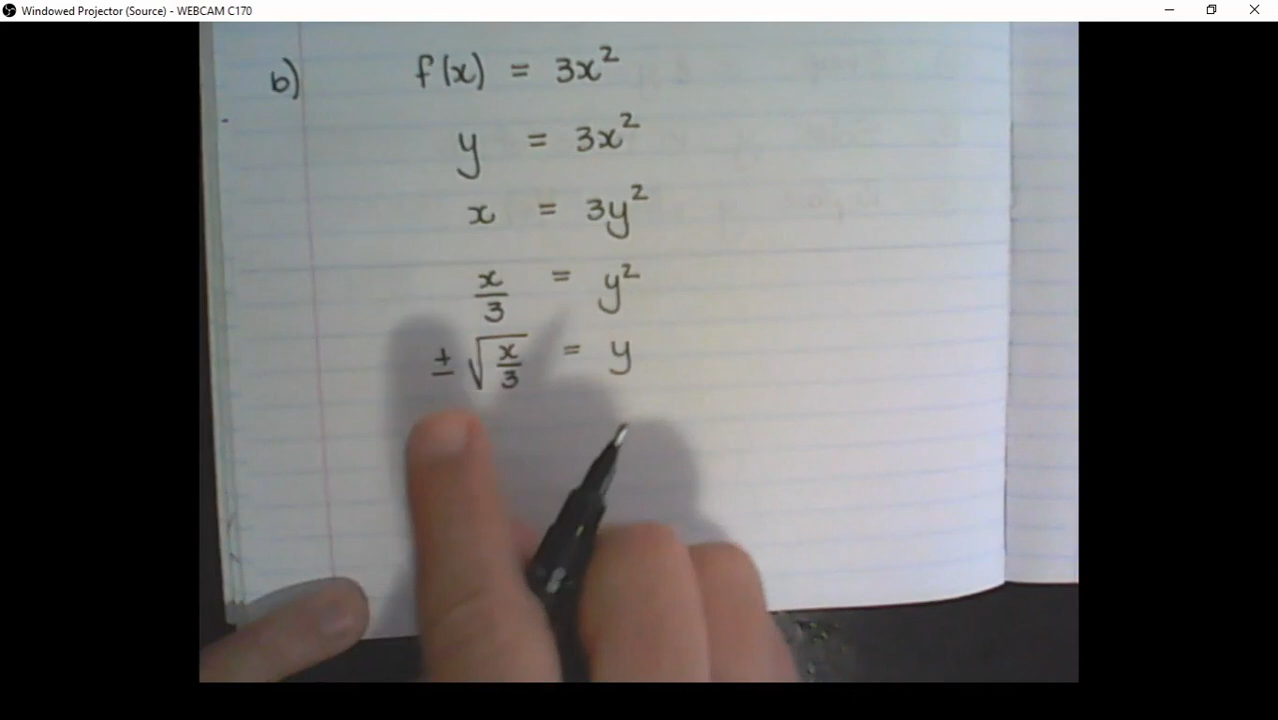 Windowed Projector (Source) - WEBCAM C170
b) f(x) = 3x²
y = 3x²
x = 3y²
x/3 = y²
± √(x/3) = y